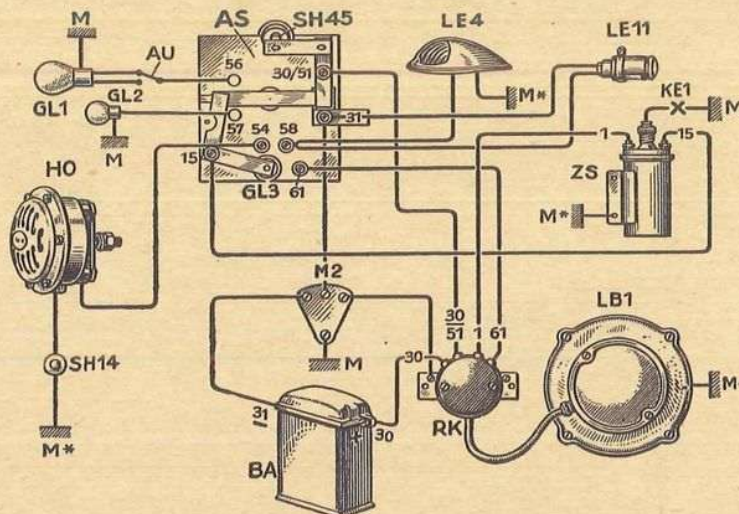 M
AU
AS
SH45
LE4
LE11
56
30/51
GL1
GL2
M*
KE1
M
31
57
54
58
1
15
M
15
HO
GL3
61
ZS
M*
M2
LB1
30
51
1
61
M
30
SH14
31
30
RK
M
M*
BA